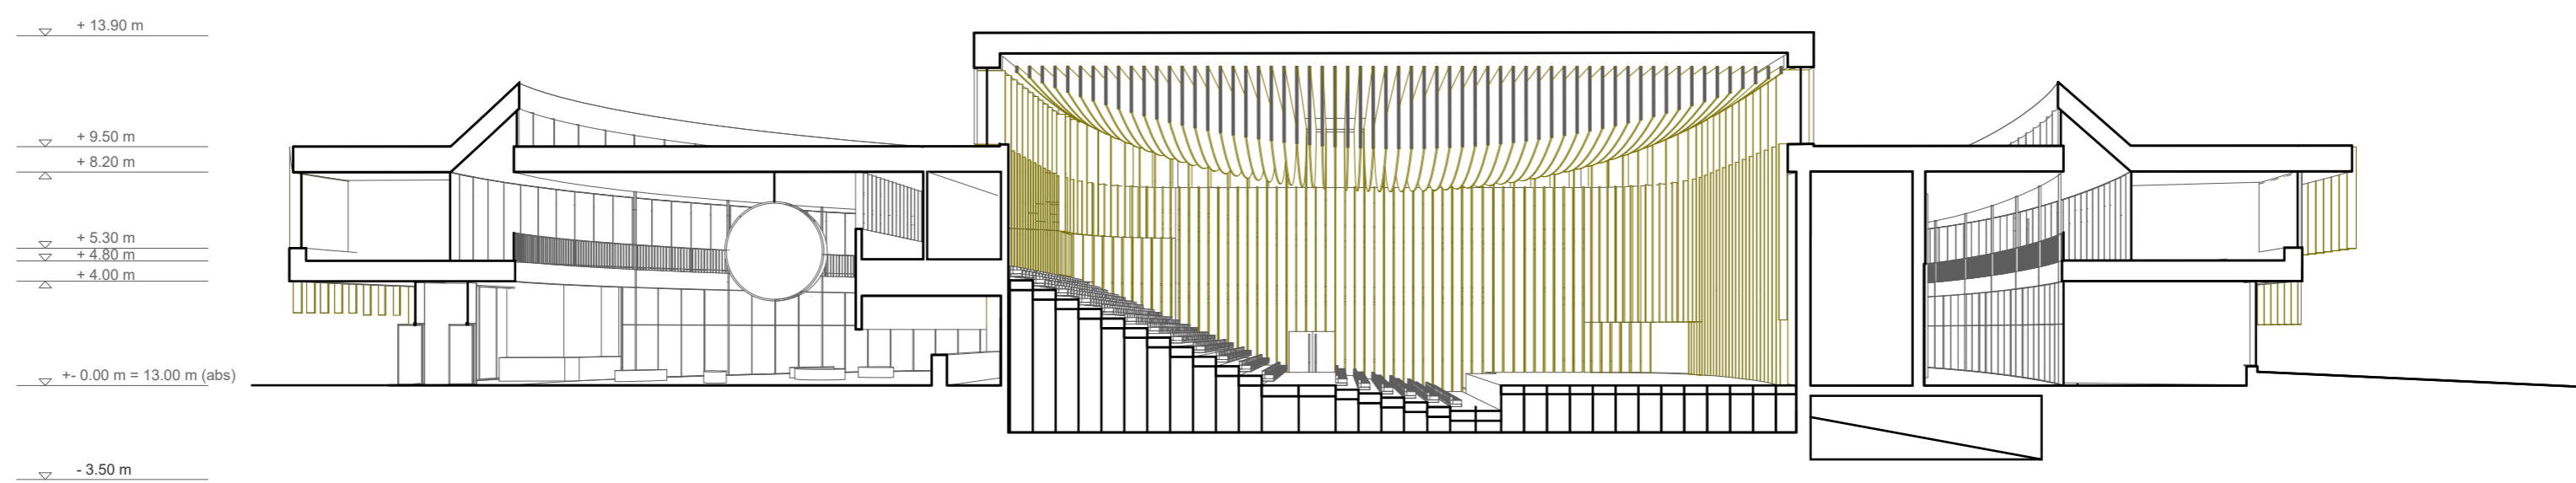 + 13.90 m
+ 9.50 m
+ 8.20 m
+ 5.30 m
+ 4.80 m
+ 4.00 m
+- 0.00 m = 13.00 m (abs)
- 3.50 m